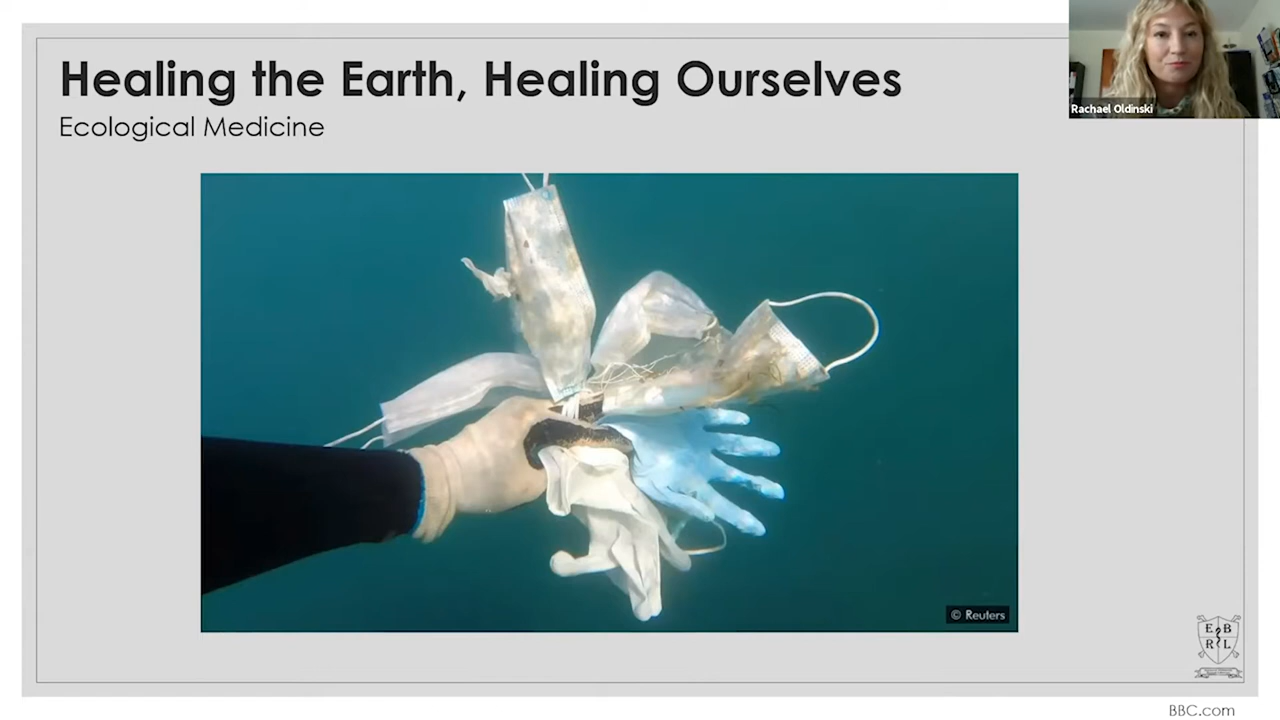 Healing the Earth, Healing Ourselves
Ecological Medicine
Rachael Oldinski
© Reuters
E B
R L
BBC.com